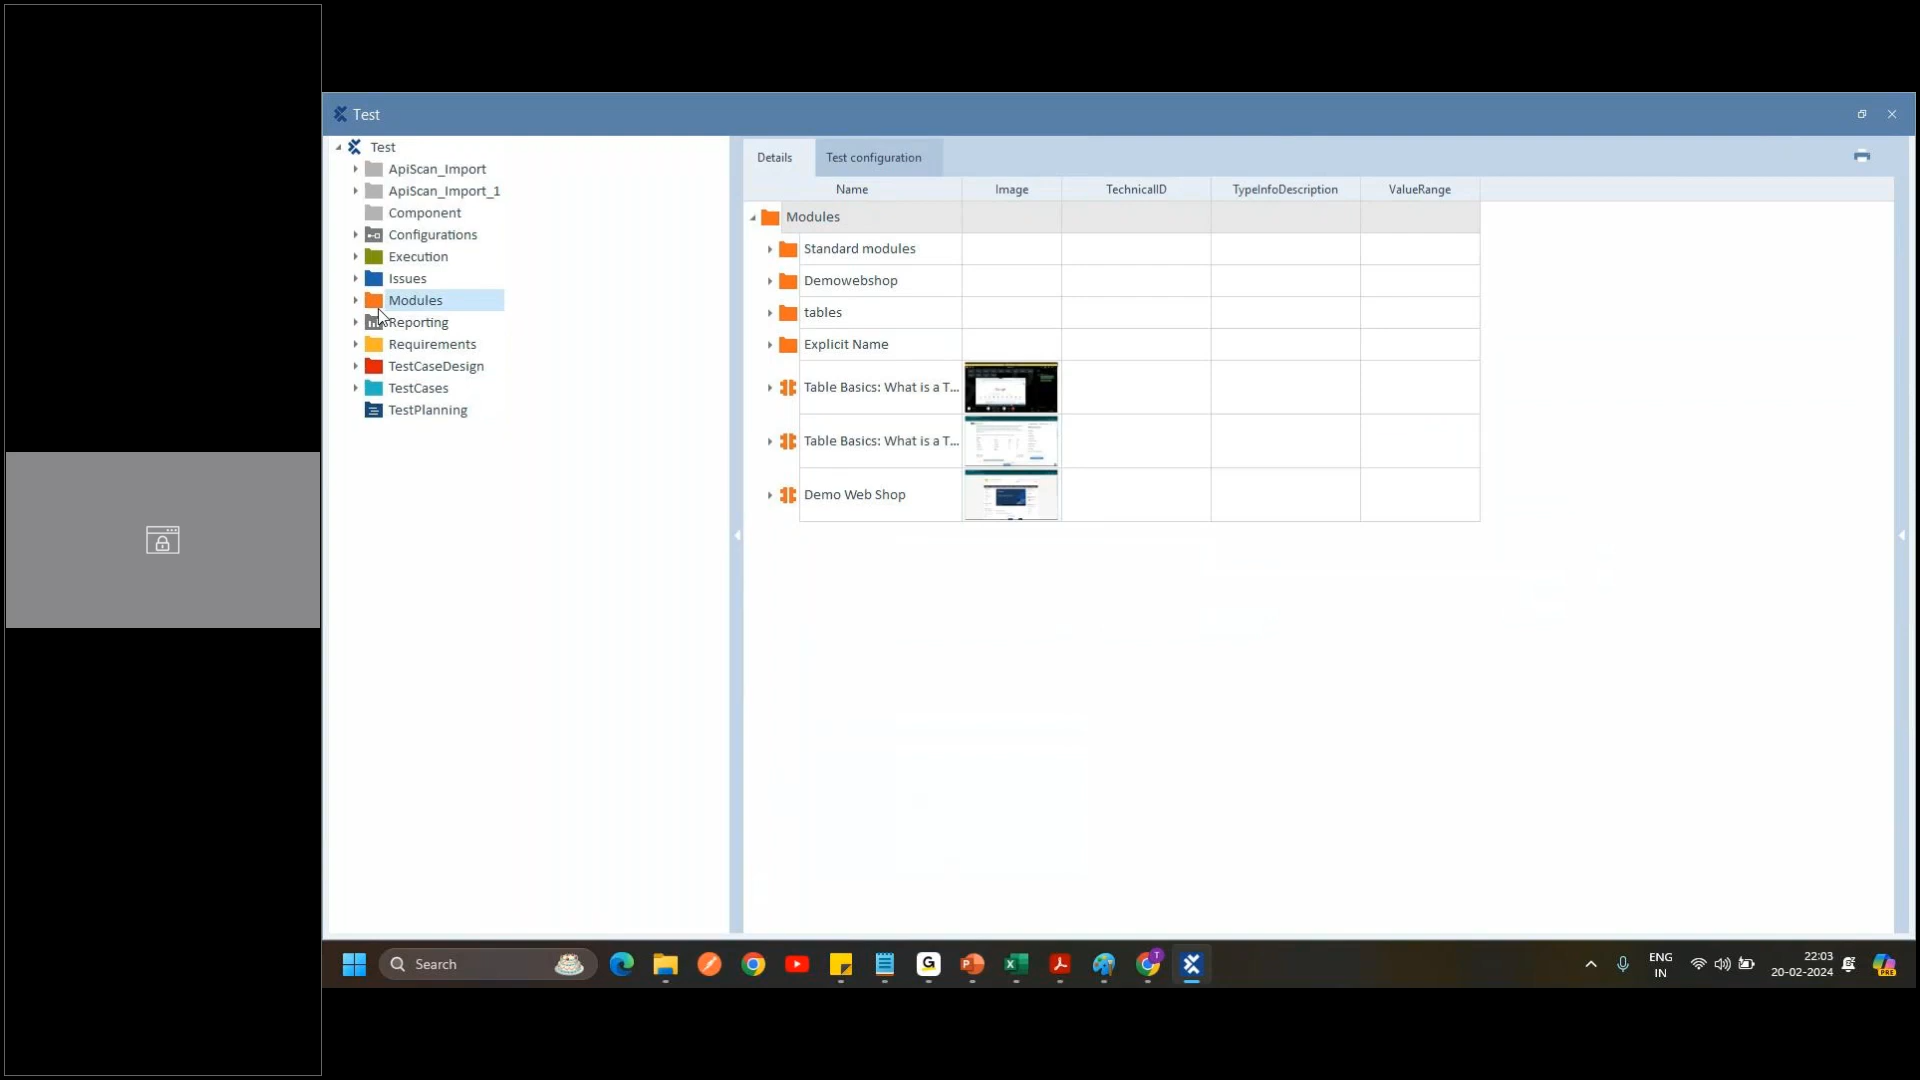 Test
Test
ApiScan_Import
ApiScan_Import_1
Component
Configurations
Execution
Issues
Modules
Reporting
Requirements
TestCaseDesign
TestCases
TestPlanning
Details
Test configuration
Name
Image
TechnicalID
TypeInfoDescription
ValueRange
Modules
Standard modules
Demowebshop
tables
Explicit Name
Table Basics: What is a T...
Table Basics: What is a T...
Demo Web Shop
Search
T
PRE
ENG
IN
22:03
20-02-2024